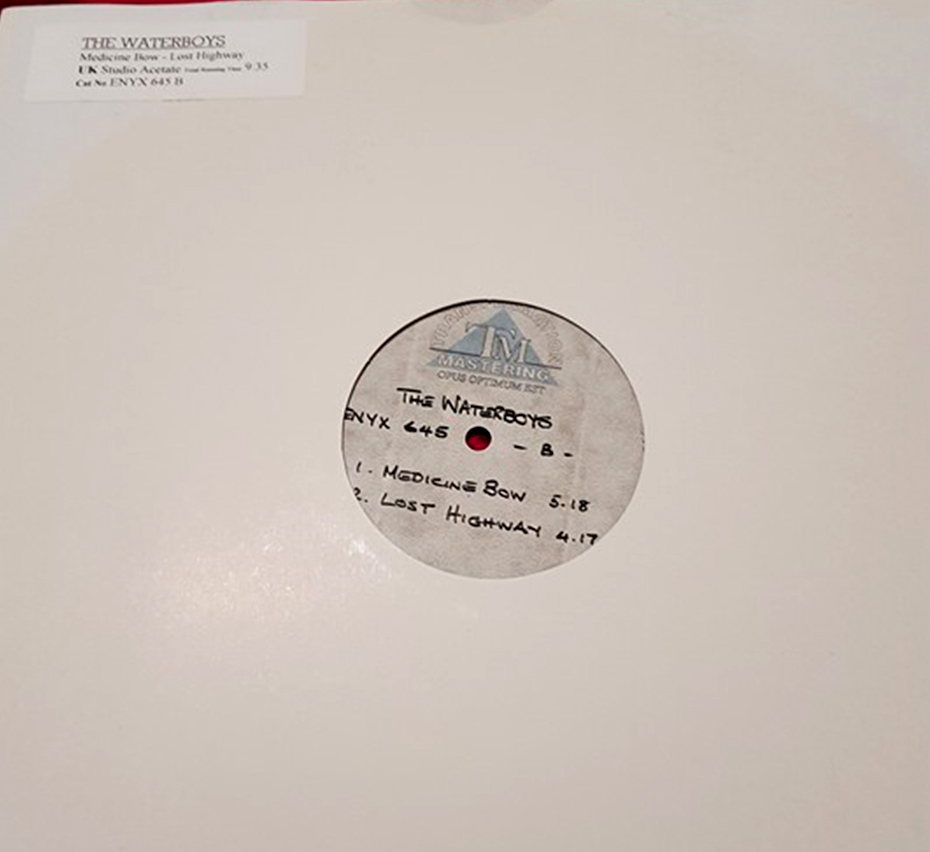 THE WATERBOYS
Medicine Bow - Lost Highway
UK Studio Acetate Total Running Time 9.35
Cat No ENYX 645 B
TM
MASTERING
OPUS OPTIMUM EST
THE WATERBOYS
ENYX 645 - B -
1. MEDICINE BOW 5.18
2. LOST HIGHWAY 4.17